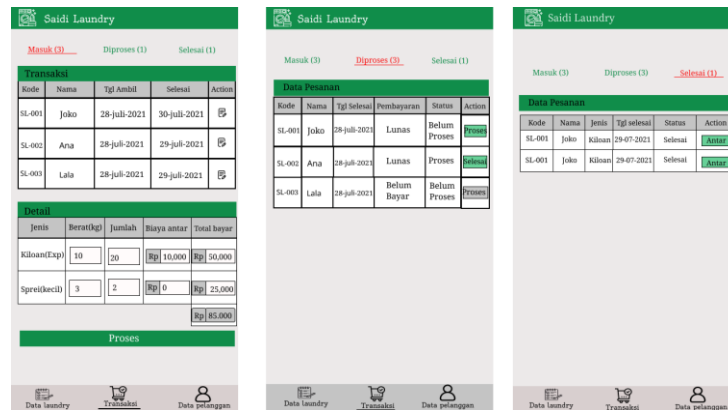 Saidi Laundry
Masuk (3) Diproses (1) Selesai (1)
Transaksi
Kode Nama Tgl Ambil Selesai Action
SL-001 Joko 28-juli-2021 30-juli-2021
SL-002 Ana 28-juli-2021 29-juli-2021
SL-003 Lala 28-juli-2021 29-juli-2021
Detail
Jenis Berat(kg) Jumlah Biaya antar Total bayar
Kiloan(Exp) 10 20 Rp 10,000 Rp 50,000
Sprei(kecil) 3 2 Rp 0 Rp 25,000
Rp 85.000
Proses
Data laundry Transaksi Data pelanggan
Saidi Laundry
Masuk (3) Diproses (3) Selesai (1)
Data Pesanan
Kode Nama Tgl Selesai Pembayaran Status Action
SL-001 Joko 28-juli-2021 Lunas Belum Proses Proses
SL-002 Ana 28-juli-2021 Lunas Proses Selesai
SL-003 Lala 28-juli-2021 Belum Bayar Belum Proses Proses
Data laundry Transaksi Data pelanggan
Saidi Laundry
Masuk (3) Diproses (3) Selesai (1)
Data Pesanan
Kode Nama Jenis Tgl selesai Status Action
SL-001 Joko Kiloan 29-07-2021 Selesai Antar
SL-001 Joko Kiloan 29-07-2021 Selesai Antar
Data laundry Transaksi Data pelanggan